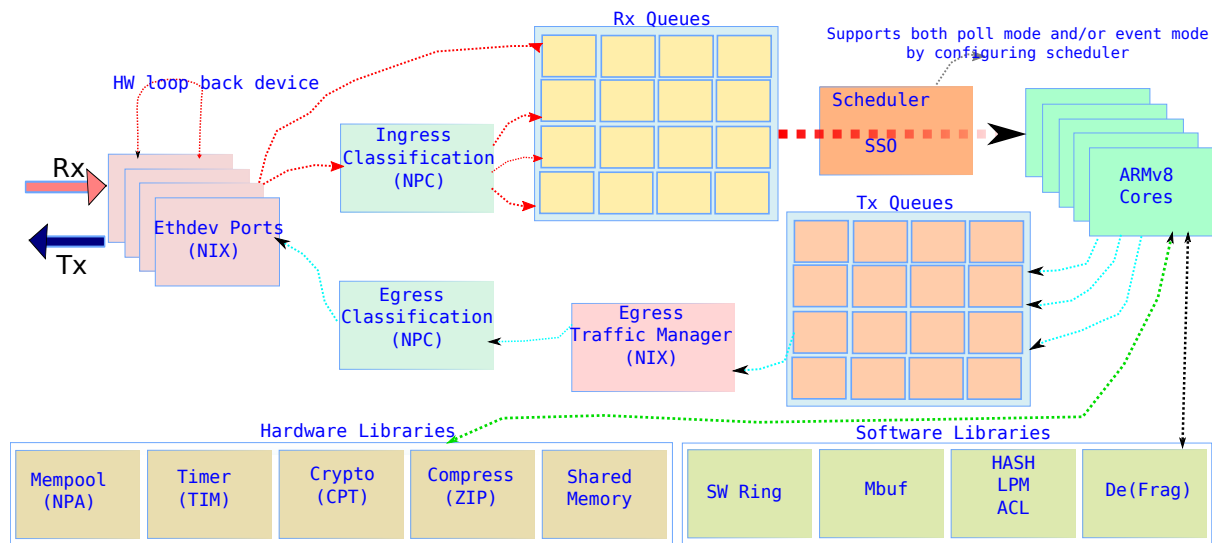 Rx Queues
Supports both poll mode and/or event mode
by configuring scheduler
HW loop back device
Scheduler
SSO
Ingress
Classification
(NPC)
Rx
ARMv8
Cores
Tx Queues
Ethdev Ports
(NIX)
Tx
Egress
Classification
(NPC)
Egress
Traffic Manager
(NIX)
Hardware Libraries
Mempool
(NPA)
Timer
(TIM)
Crypto
(CPT)
Compress
(ZIP)
Shared
Memory
Software Libraries
SW Ring
Mbuf
HASH
LPM
ACL
De(Frag)